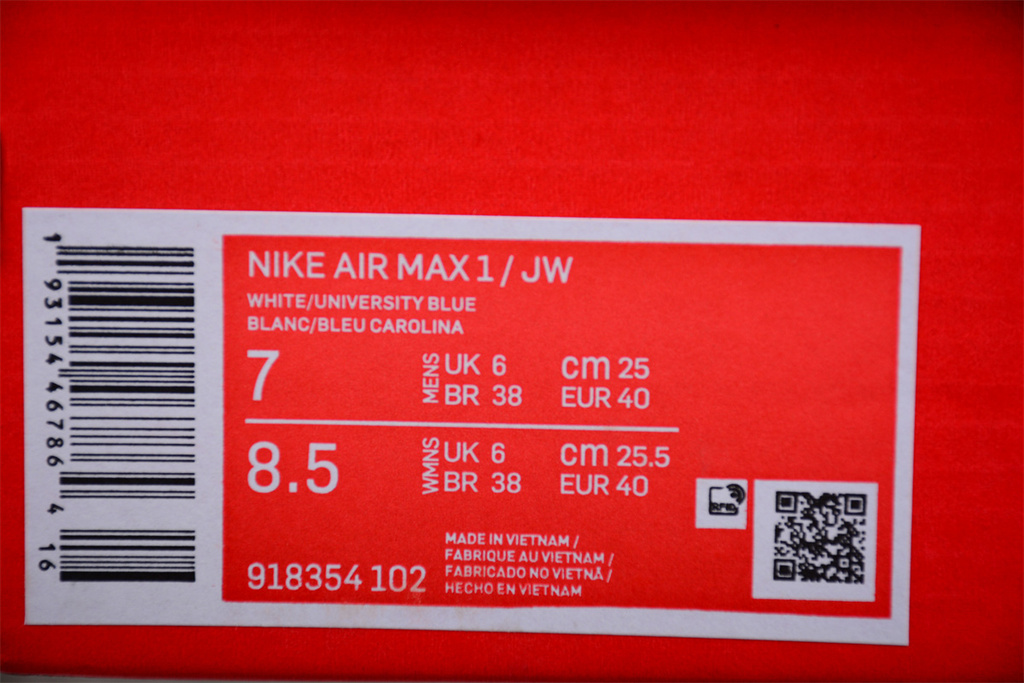 NIKE AIR MAX 1 / JW
WHITE/UNIVERSITY BLUE
BLANC/BLEU CAROLINA
7 MENS UK 6 cm 25
BR 38 EUR 40
8.5 WMNS UK 6 cm 25.5
BR 38 EUR 40
MADE IN VIETNAM /
FABRIQUE AU VIETNAM /
FABRICADO NO VIETNÃ /
HECHO EN VIETNAM
918354 102
RFID
1 93154 46786 4
16